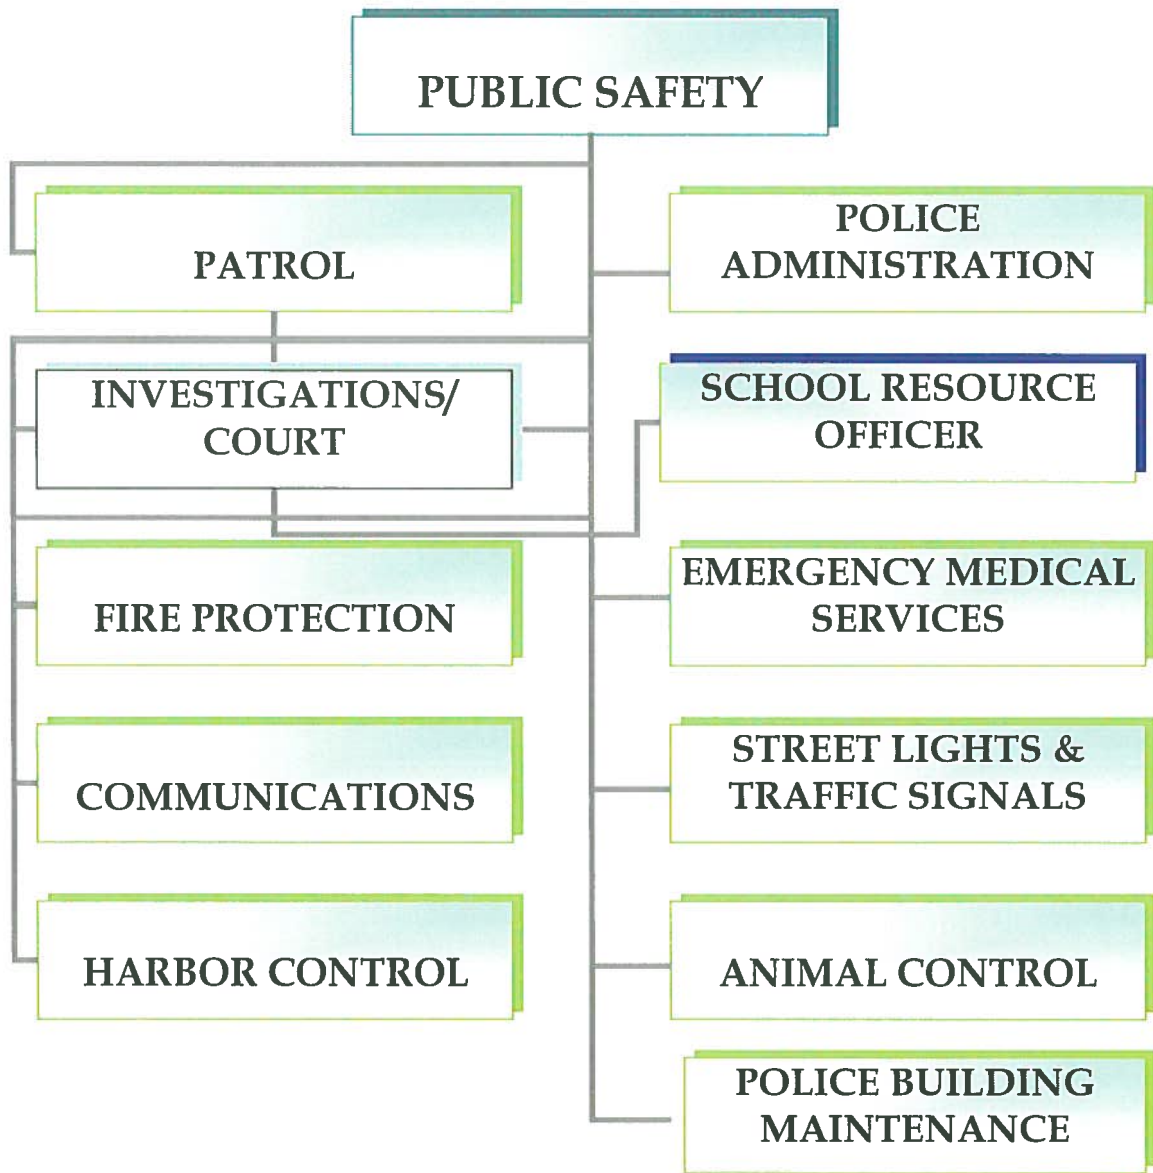 PUBLIC SAFETY
PATROL
POLICE
ADMINISTRATION
INVESTIGATIONS/
COURT
SCHOOL RESOURCE
OFFICER
FIRE PROTECTION
EMERGENCY MEDICAL
SERVICES
COMMUNICATIONS
STREET LIGHTS &
TRAFFIC SIGNALS
HARBOR CONTROL
ANIMAL CONTROL
POLICE BUILDING
MAINTENANCE